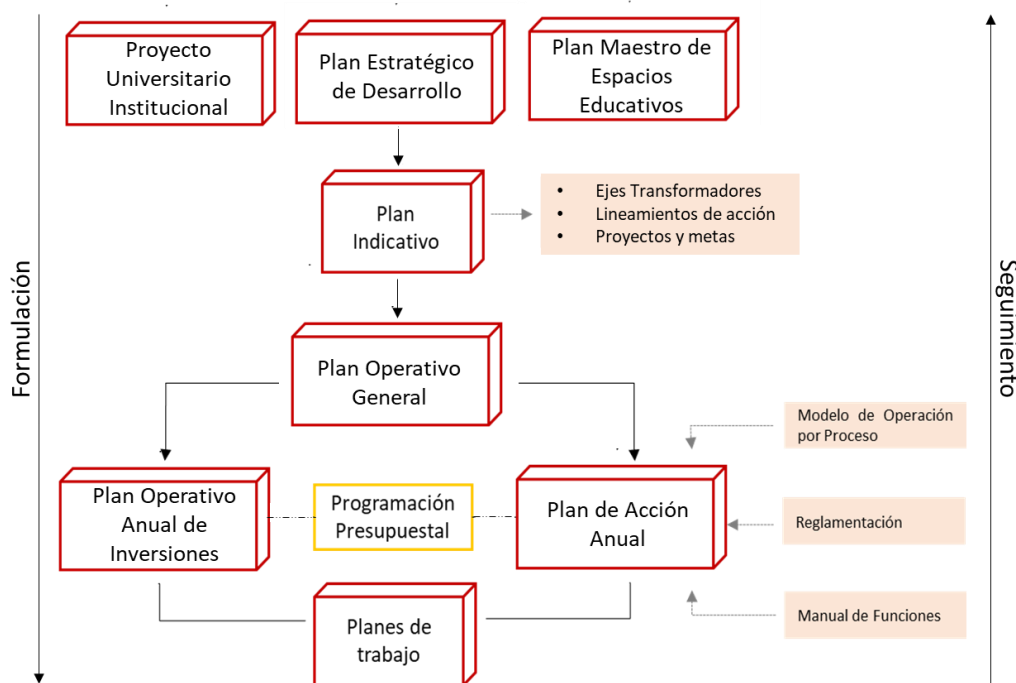 Proyecto
Universitario
Institucional
Plan Estratégico
de Desarrollo
Plan Maestro de
Espacios
Educativos
Plan
Indicativo
• Ejes Transformadores
• Lineamientos de acción
• Proyectos y metas
Formulación
Seguimiento
Plan Operativo
General
Modelo de Operación
por Proceso
Plan Operativo
Anual de
Inversiones
Programación
Presupuestal
Plan de Acción
Anual
Reglamentación
Planes de
trabajo
Manual de Funciones